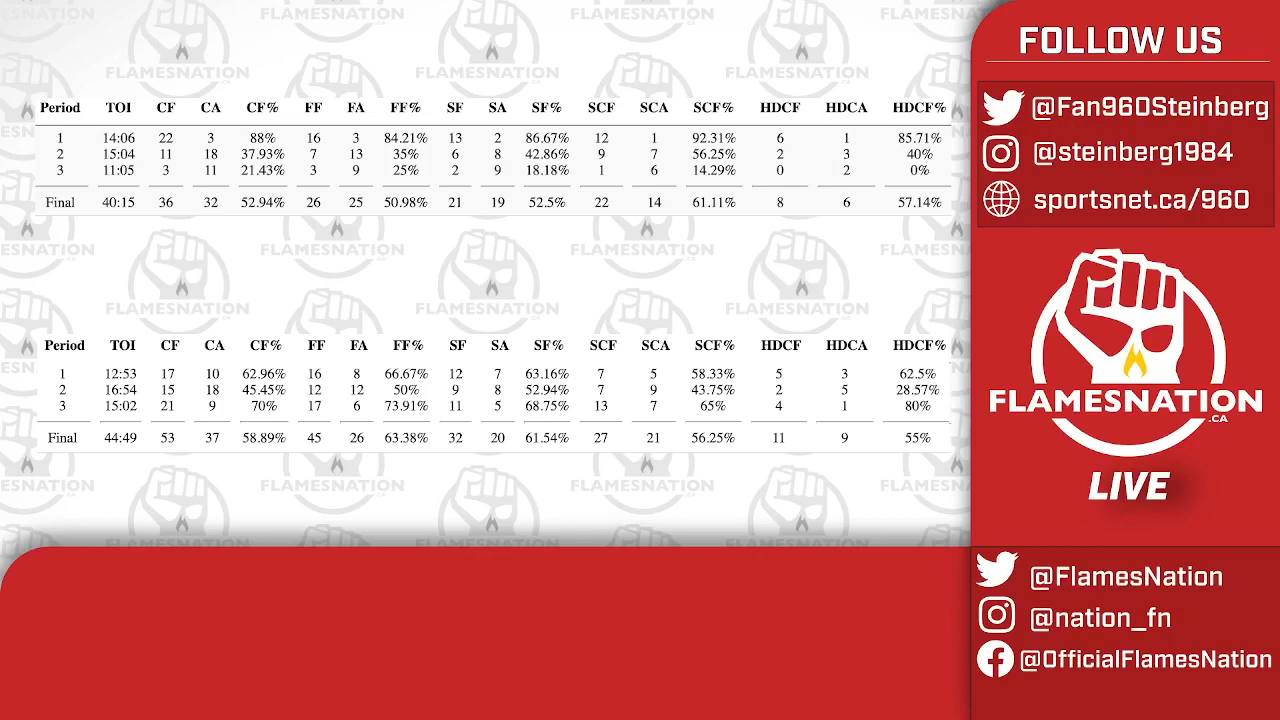 Period TOI CF CA CF% FF FA FF% SF SA SF% SCF SCA SCF% HDCF HDCA HDCF%
1 14:06 22 3 88% 16 3 84.21% 13 2 86.67% 12 1 92.31% 6 1 85.71%
2 15:04 11 18 37.93% 7 13 35% 6 8 42.86% 9 7 56.25% 2 3 40%
3 11:05 3 11 21.43% 3 9 25% 2 9 18.18% 1 6 14.29% 0 2 0%
Final 40:15 36 32 52.94% 26 25 50.98% 21 19 52.5% 22 14 61.11% 8 6 57.14%
Period TOI CF CA CF% FF FA FF% SF SA SF% SCF SCA SCF% HDCF HDCA HDCF%
1 12:53 17 10 62.96% 16 8 66.67% 12 7 63.16% 7 5 58.33% 5 3 62.5%
2 16:54 15 18 45.45% 12 12 50% 9 8 52.94% 7 9 43.75% 2 5 28.57%
3 15:02 21 9 70% 17 6 73.91% 11 5 68.75% 13 7 65% 4 1 80%
Final 44:49 53 37 58.89% 45 26 63.38% 32 20 61.54% 27 21 56.25% 11 9 55%
FOLLOW US
@Fan960Steinberg
@steinberg1984
sportsnet.ca/960
FLAMESNATION
.CA
LIVE
@FlamesNation
@nation_fn
@OfficialFlamesNation